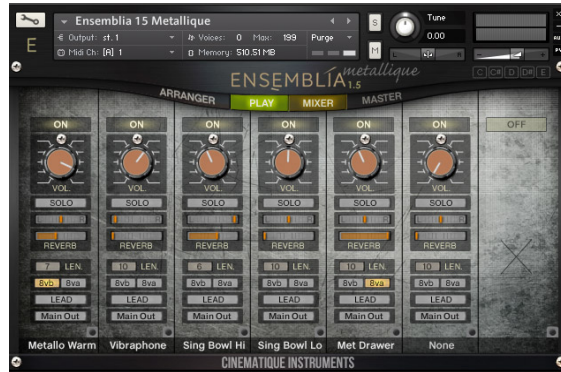 Ensemblia 15 Metallique
Output: st. 1 Voices: 0 Max: 199 Purge
Midi Ch: [A] 1 Memory: 510.51 MB
E
S
M
Tune
0.00
L R
ENSEMBLÍA metallique
1.5
C C# D D# E
ARRANGER PLAY MIXER MASTER
ON ON ON ON ON ON OFF
VOL. VOL. VOL. VOL. VOL. VOL.
SOLO SOLO SOLO SOLO SOLO SOLO
REVERB REVERB REVERB REVERB REVERB REVERB
7 LEN. 10 LEN. 6 LEN. 10 LEN. 10 LEN. 10 LEN.
8vb 8va 8vb 8va 8vb 8va 8vb 8va 8vb 8va 8vb 8va
LEAD LEAD LEAD LEAD LEAD LEAD
Main Out Main Out Main Out Main Out Main Out Main Out
Metallo Warm Vibraphone Sing Bowl Hi Sing Bowl Lo Met Drawer None
CINEMATIQUE INSTRUMENTS